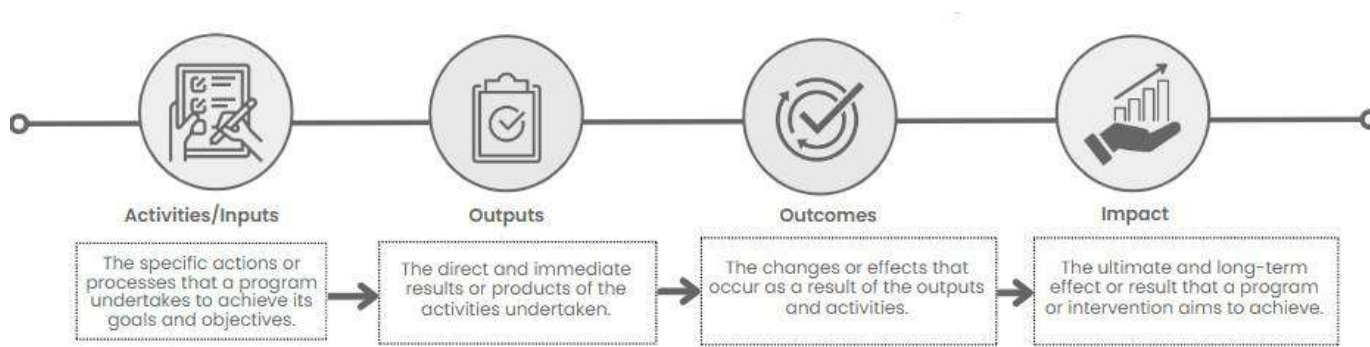 Activities/Inputs
The specific actions or
processes that a program
undertakes to achieve its
goals and objectives.
Outputs
The direct and immediate
results or products of the
activities undertaken.
Outcomes
The changes or effects that
occur as a result of the outputs
and activities.
Impact
The ultimate and long-term
effect or result that a program
or intervention aims to achieve.